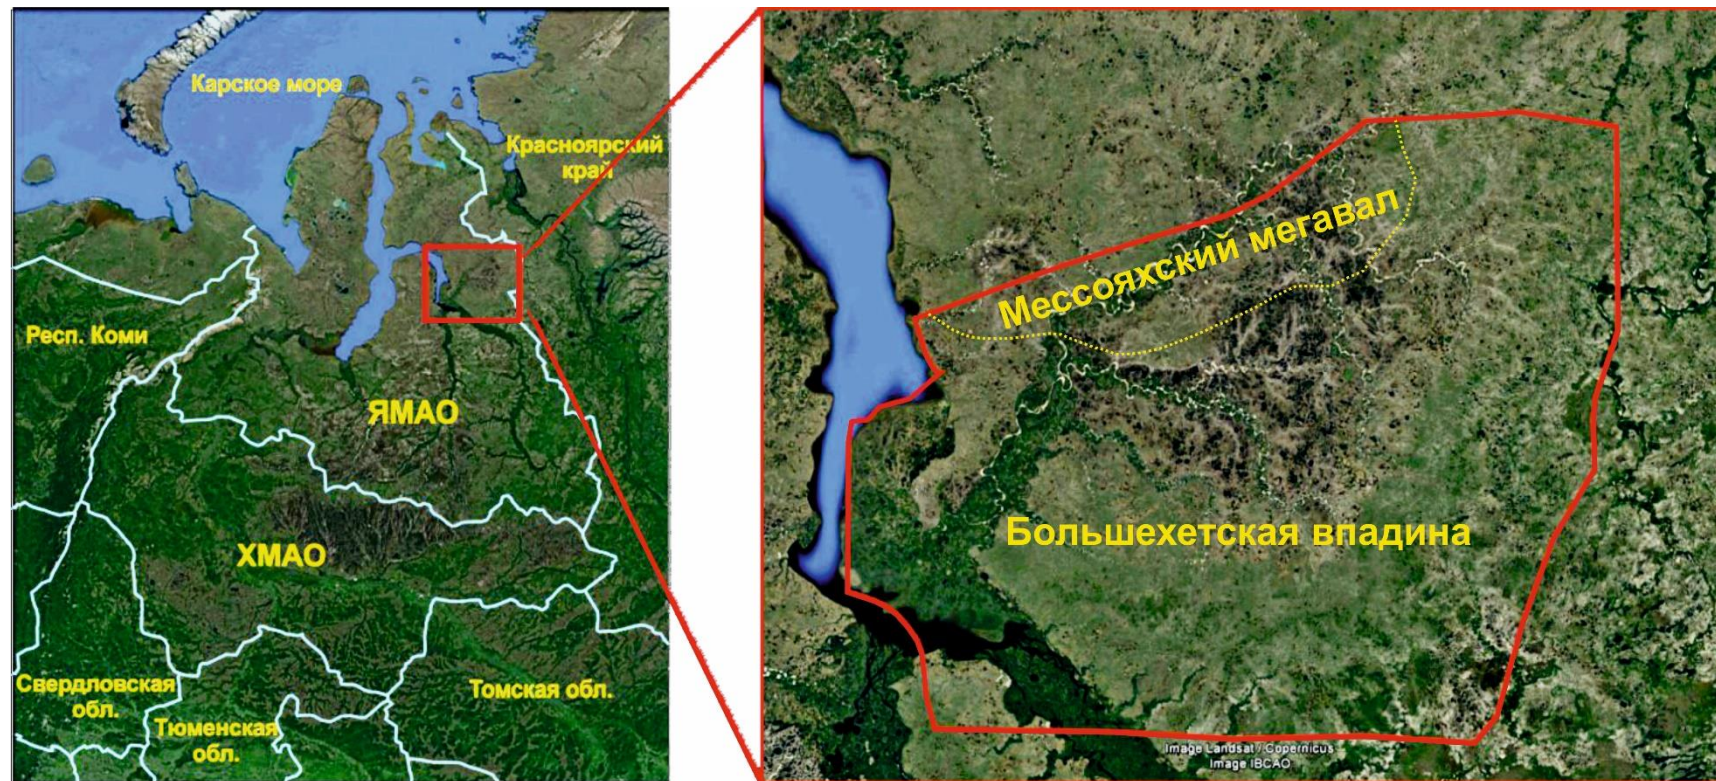 Карское море
Красноярский
край
Респ. Коми
ЯМАО
ХМАО
Свердловская
обл.
Тюменская
обл.
Томская обл.
Мессояхский мегавал
Большехетская впадина
Image Landsat / Copernicus
Image IBCAO